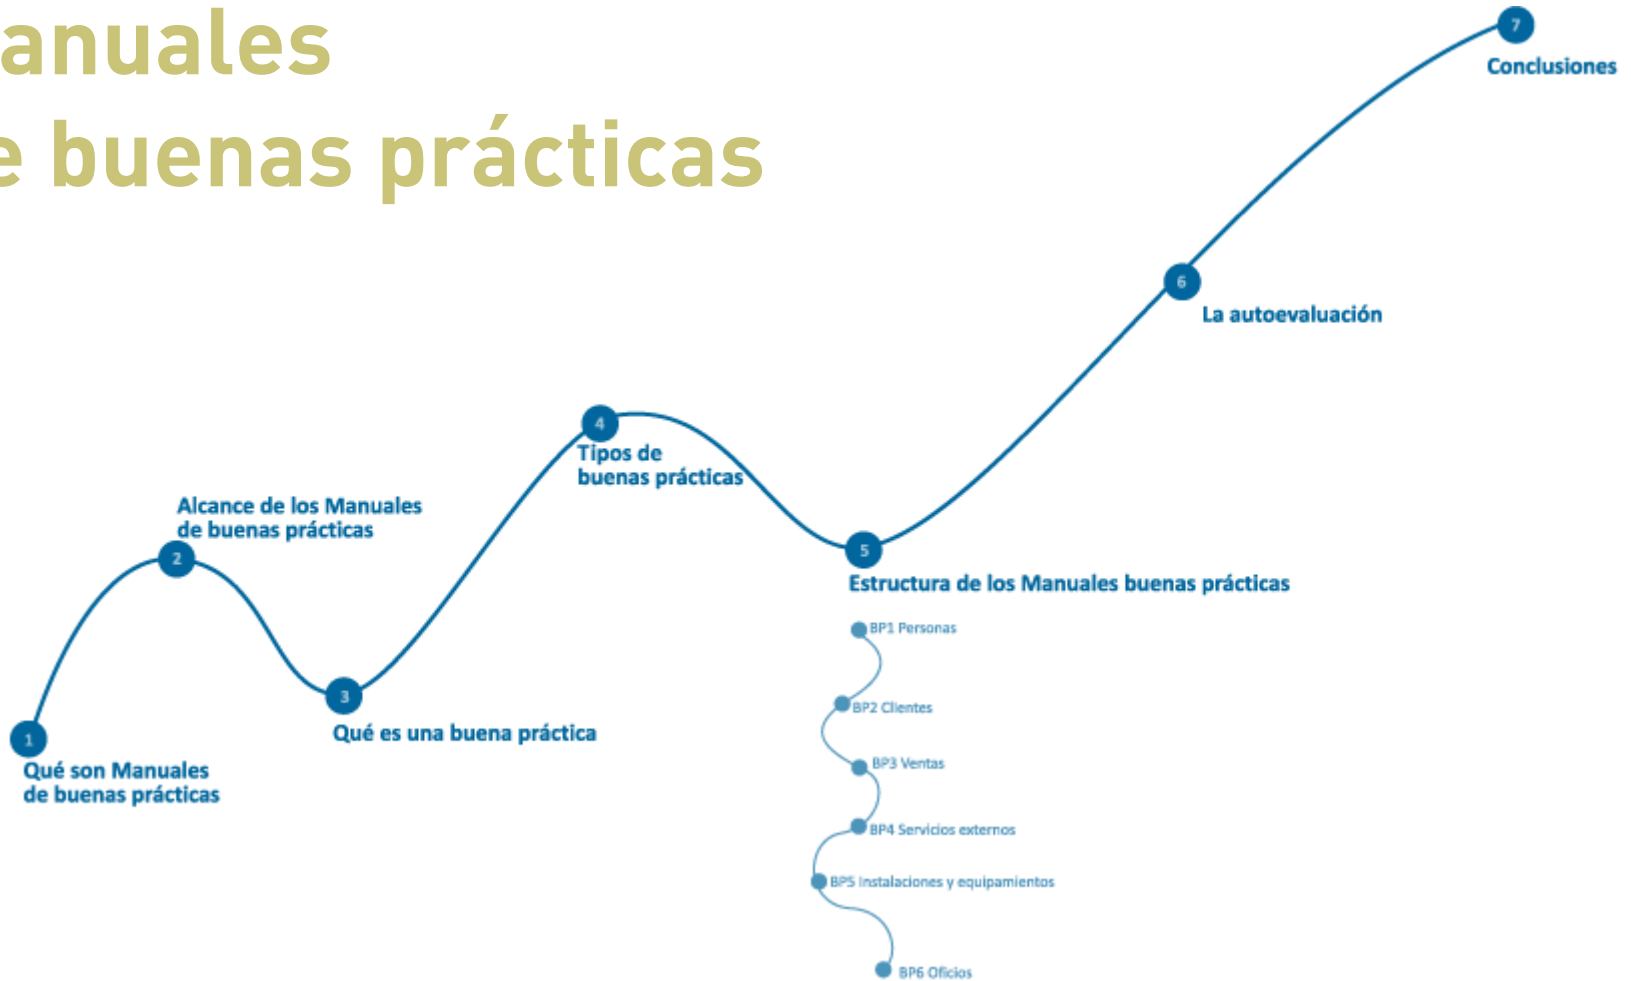 anuales
e buenas prácticas
1
Qué son Manuales
de buenas prácticas
2
Alcance de los Manuales
de buenas prácticas
3
Qué es una buena práctica
4
Tipos de
buenas prácticas
5
Estructura de los Manuales buenas prácticas
BP1 Personas
BP2 Clientes
BP3 Ventas
BP4 Servicios externos
BP5 Instalaciones y equipamientos
BP6 Oficios
6
La autoevaluación
7
Conclusiones